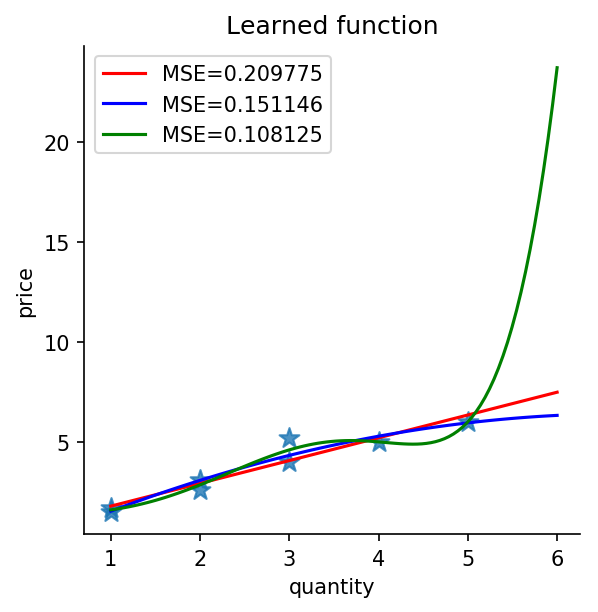 Learned function
MSE=0.209775
MSE=0.151146
MSE=0.108125
20
15
10
5
price
1 2 3 4 5 6
quantity